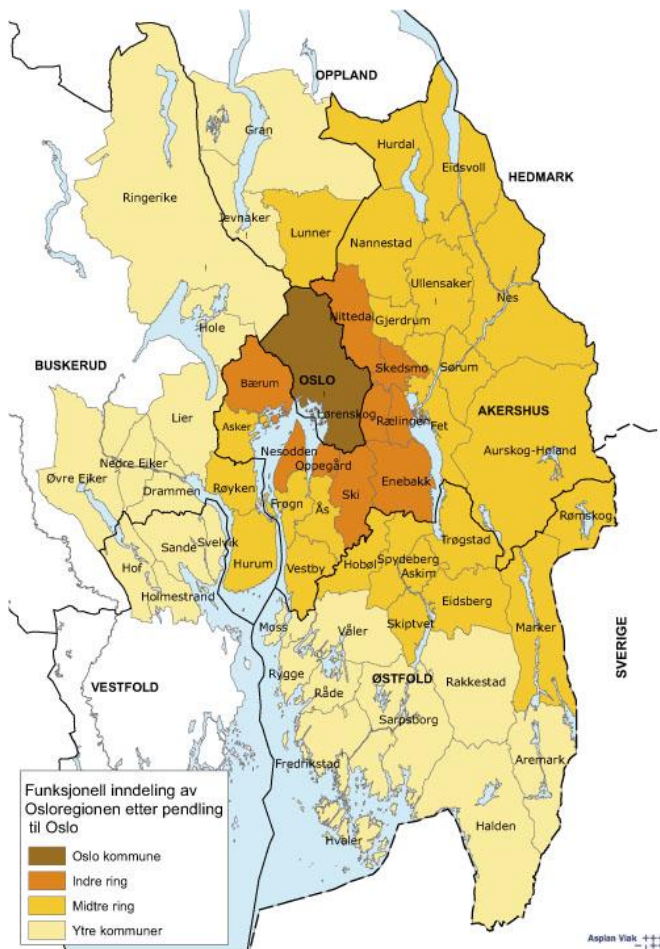 OPPLAND
Gran
Hurdal
Eidsvoll
HEDMARK
Ringerike
Jevnaker
Lunner
Nannestad
Ullensaker
Nes
Nittedal
Gjerdrum
Hole
BUSKERUD
Bærum
OSLO
Skedsmo
Sørum
Lier
Asker
Lørenskog
Rælingen
Fet
AKERSHUS
Nesodden
Aurskog-Høland
Nedre Eiker
Oppegård
Øvre Eiker
Drammen
Røyken
Frogn
Ås
Ski
Enebakk
Rømskog
Svelvik
Sande
Hof
Hurum
Vestby
Hobøl
Spydeberg
Trøgstad
Askim
Holmestrand
Eidsberg
Skiptvet
Marker
Moss
Våler
SVERIGE
VESTFOLD
Rygge
Råde
ØSTFOLD
Rakkestad
Sarpsborg
Aremark
Fredrikstad
Halden
Hvaler
Funksjonell inndeling av
Osloregionen etter pendling
til Oslo
Oslo kommune
Indre ring
Midtre ring
Ytre kommuner
Asplan Viak